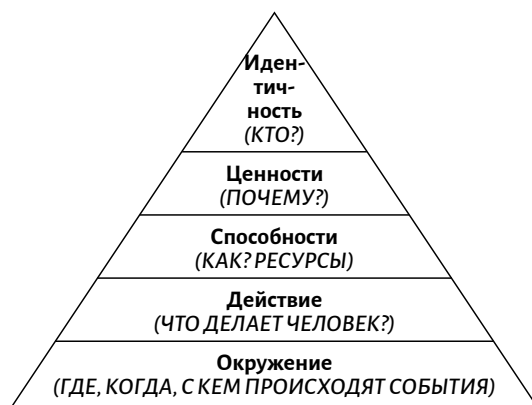 Иден-
тич-
ность
(КТО?)
Ценности
(ПОЧЕМУ?)
Способности
(КАК? РЕСУРСЫ)
Действие
(ЧТО ДЕЛАЕТ ЧЕЛОВЕК?)
Окружение
(ГДЕ, КОГДА, С КЕМ ПРОИСХОДЯТ СОБЫТИЯ)